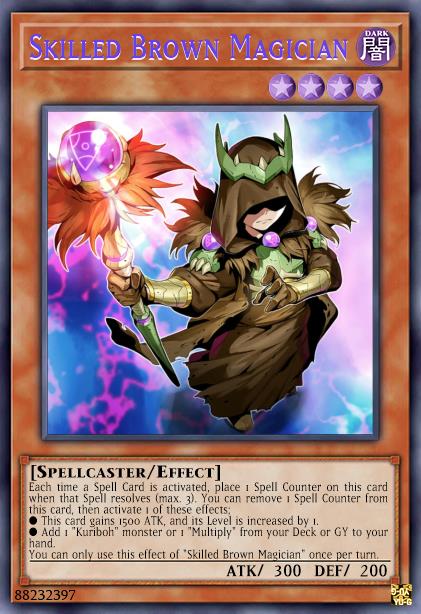 Skilled Brown Magician
DARK
闇
[Spellcaster/Effect]
Each time a Spell Card is activated, place 1 Spell Counter on this card
when that Spell resolves (max. 3). You can remove 1 Spell Counter from
this card, then activate 1 of these effects;
● This card gains 1500 ATK, and its Level is increased by 1.
● Add 1 "Kuriboh" monster or 1 "Multiply" from your Deck or GY to your
hand.
You can only use this effect of "Skilled Brown Magician" once per turn.
ATK/ 300 DEF/ 200
88232397